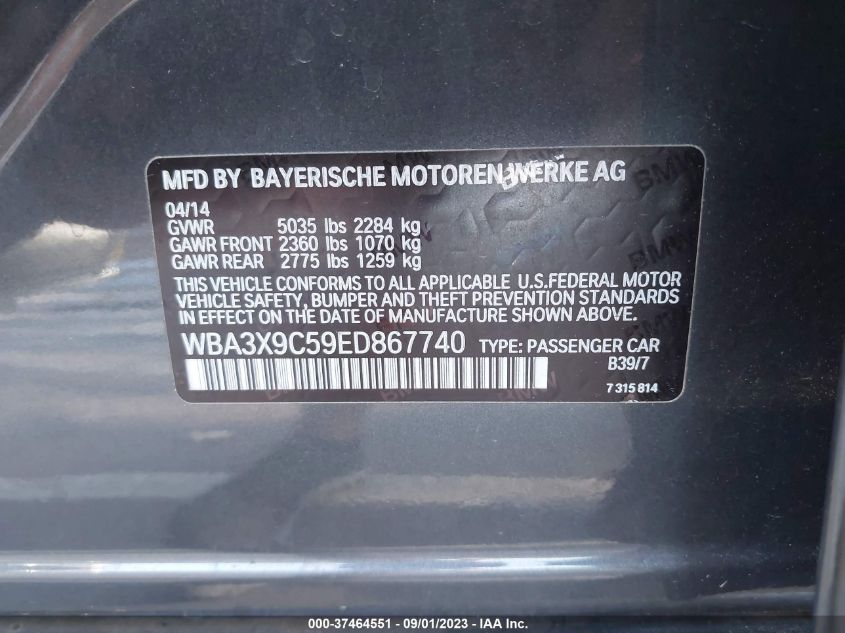 MFD BY BAYERISCHE MOTOREN WERKE AG
04/14
GVWR 5035 lbs 2284 kg
GAWR FRONT 2360 lbs 1070 kg
GAWR REAR 2775 lbs 1259 kg
THIS VEHICLE CONFORMS TO ALL APPLICABLE U.S.FEDERAL MOTOR
VEHICLE SAFETY, BUMPER AND THEFT PREVENTION STANDARDS
IN EFFECT ON THE DATE OF MANUFACTURE SHOWN ABOVE.
WBA3X9C59ED867740 TYPE: PASSENGER CAR
B39/7
7 315 814
000-37464551 - 09/01/2023 - IAA Inc.